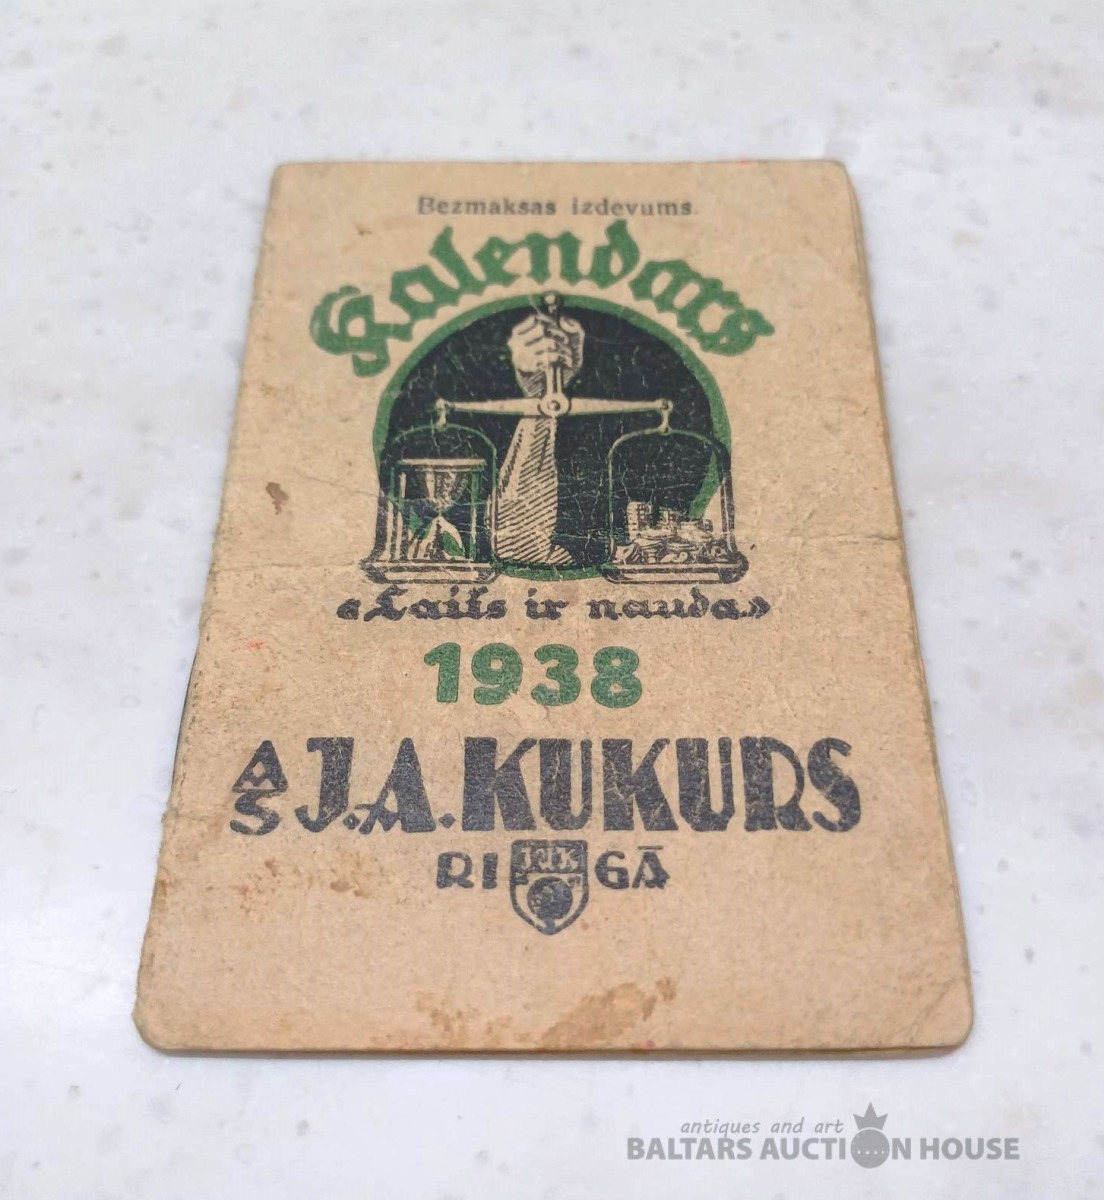 Bezmaksas izdevums.
Kalendars
«Laiks ir nauda»
1938
A/S J.A. KUKURS
RIGĀ
antiques and art
BALTARS AUCTION HOUSE